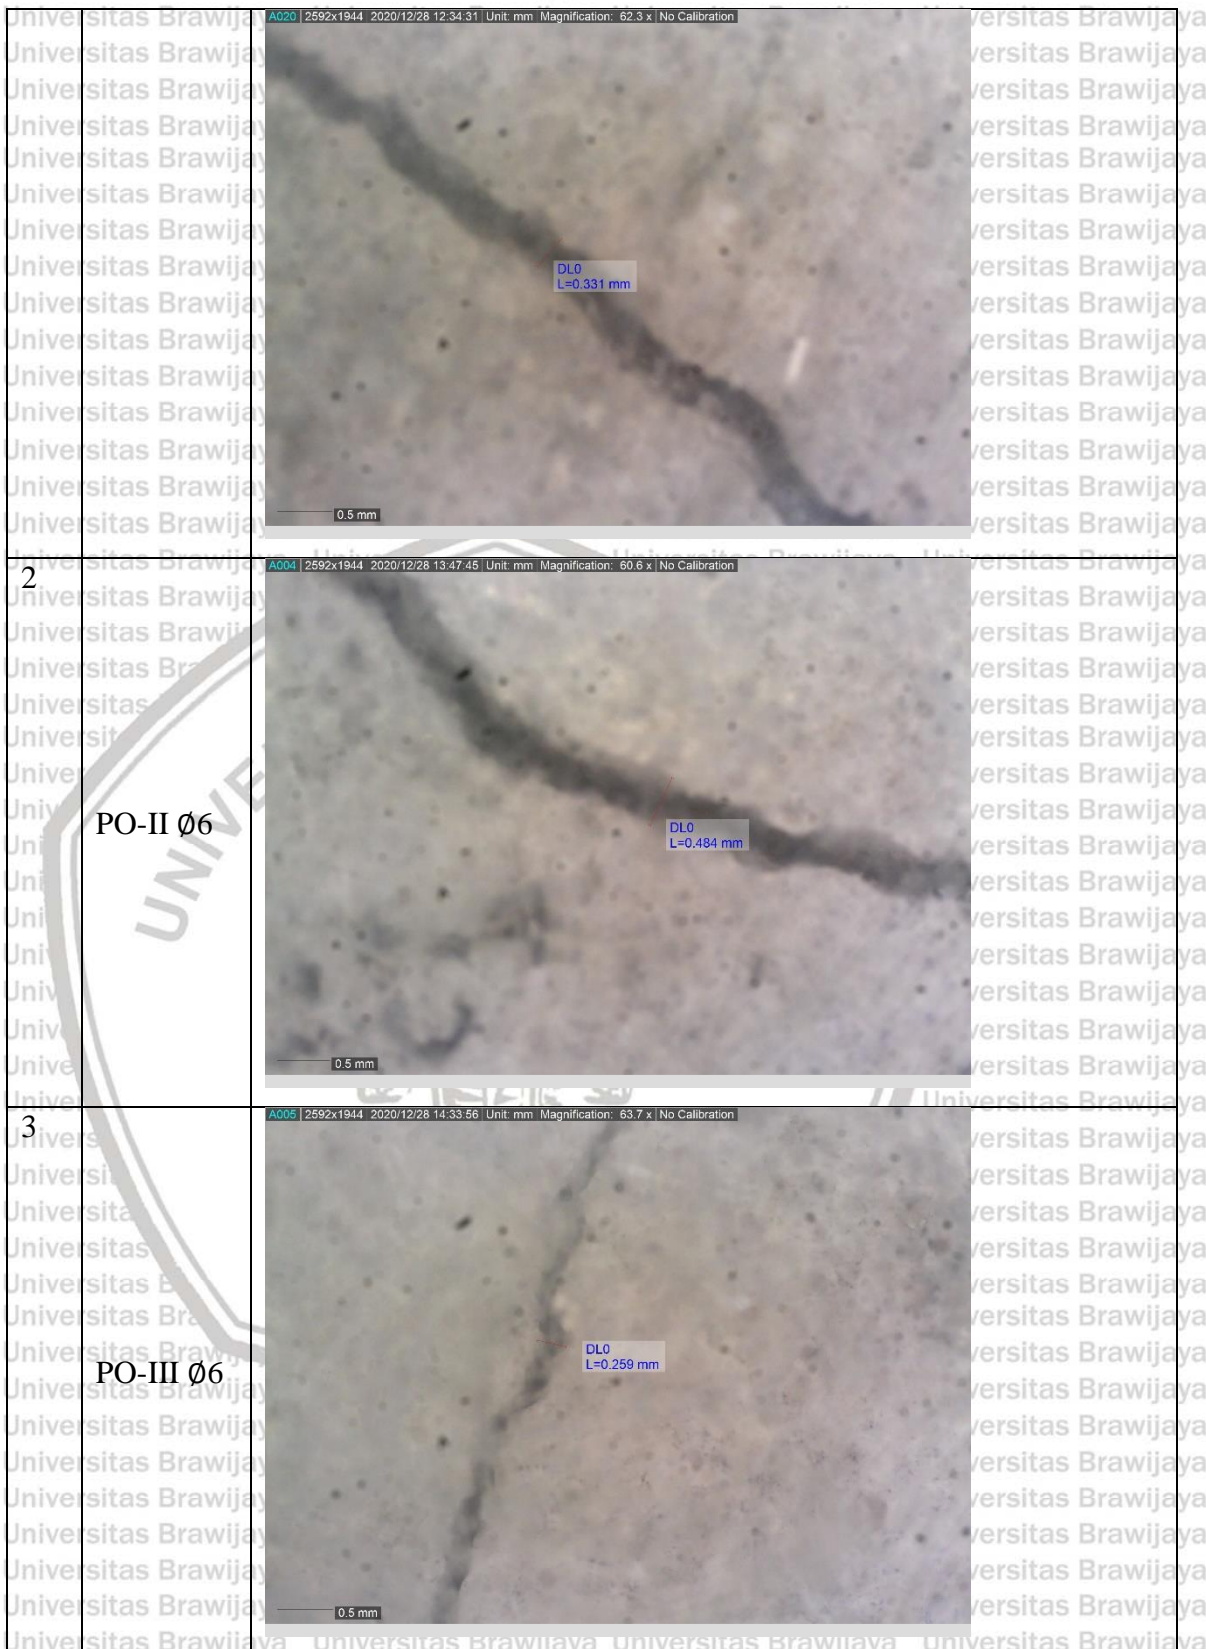 A020 2592x1944 2020/12/28 12:34:31 Unit: mm Magnification: 62.3 x No Calibration
DL0
L=0.331 mm
0.5 mm
2
PO-II Ø6
A004 2592x1944 2020/12/28 13:47:45 Unit: mm Magnification: 60.6 x No Calibration
DL0
L=0.484 mm
0.5 mm
3
PO-III Ø6
A005 2592x1944 2020/12/28 14:33:56 Unit: mm Magnification: 63.7 x No Calibration
DL0
L=0.259 mm
0.5 mm
Universitas Brawijaya